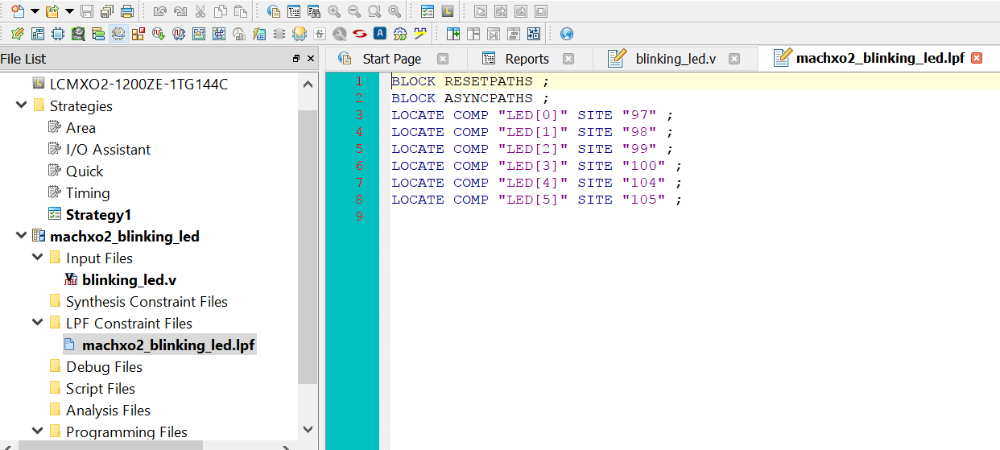 File List
LCMXO2-1200ZE-1TG144C
Strategies
Area
I/O Assistant
Quick
Timing
Strategy1
machxo2_blinking_led
Input Files
blinking_led.v
Synthesis Constraint Files
LPF Constraint Files
machxo2_blinking_led.lpf
Debug Files
Script Files
Analysis Files
Programming Files
Start Page
Reports
blinking_led.v
machxo2_blinking_led.lpf
1 BLOCK RESETPATHS ;
2 BLOCK ASYNCPATHS ;
3 LOCATE COMP "LED[0]" SITE "97" ;
4 LOCATE COMP "LED[1]" SITE "98" ;
5 LOCATE COMP "LED[2]" SITE "99" ;
6 LOCATE COMP "LED[3]" SITE "100" ;
7 LOCATE COMP "LED[4]" SITE "104" ;
8 LOCATE COMP "LED[5]" SITE "105" ;
9